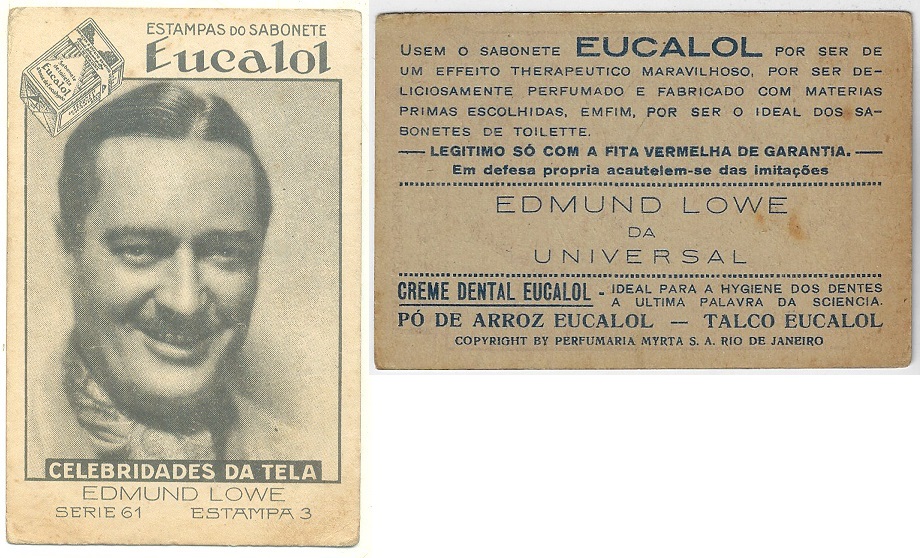 ESTAMPAS DO SABONETE
Eucalol
Eucalol
CELEBRIDADES DA TELA
EDMUND LOWE
SERIE 61 ESTAMPA 3
USEM O SABONETE EUCALOL POR SER DE
UM EFFEITO THERAPEUTICO MARAVILHOSO, POR SER DE-
LICIOSAMENTE PERFUMADO E FABRICADO COM MATERIAS
PRIMAS ESCOLHIDAS, EMFIM, POR SER O IDEAL DOS SA-
BONETES DE TOILETTE.
— LEGITIMO SÓ COM A FITA VERMELHA DE GARANTIA. —
Em defesa propria acautelem-se das imitações
EDMUND LOWE
DA
UNIVERSAL
CREME DENTAL EUCALOL - IDEAL PARA A HYGIENE DOS DENTES
A ULTIMA PALAVRA DA SCIENCIA.
PÓ DE ARROZ EUCALOL — TALCO EUCALOL
COPYRIGHT BY PERFUMARIA MYRTA S. A. RIO DE JANEIRO